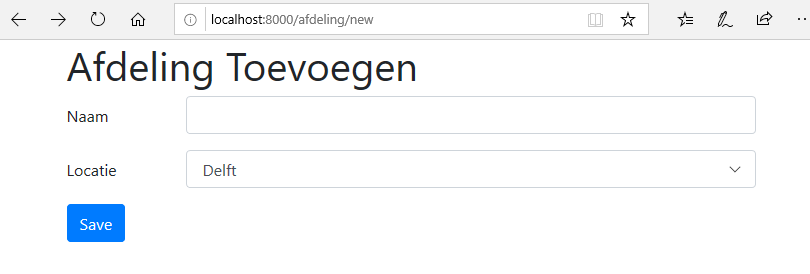 localhost:8000/afdeling/new
Afdeling Toevoegen
Naam
Locatie
Delft
Save